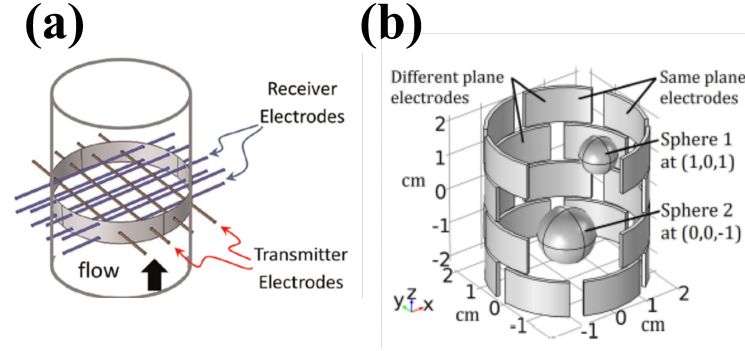 (a)
Receiver
Electrodes
Transmitter
Electrodes
flow
(b)
Different plane
electrodes
Same plane
electrodes
Sphere 1
at (1,0,1)
Sphere 2
at (0,0,-1)
2
1
0
-1
-2
cm
2
1
0
-1
cm
-1
0
1
2
cm
y z x